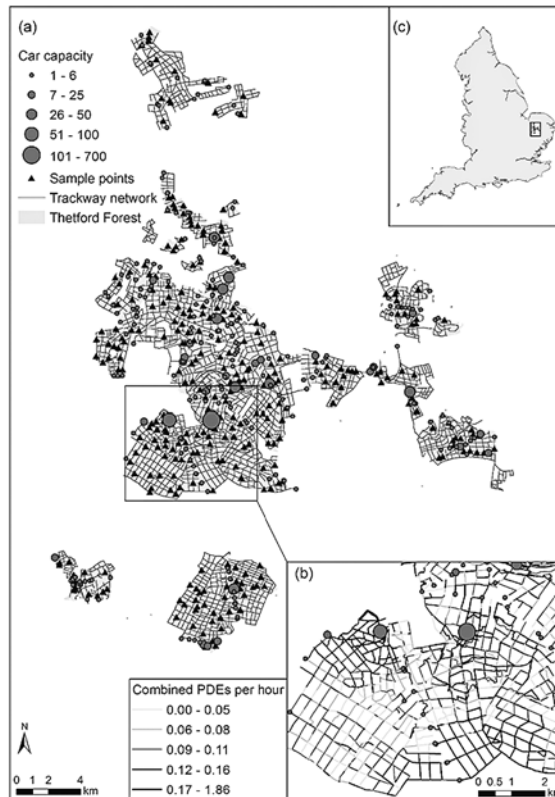 (a)
Car capacity
1 - 6
7 - 25
26 - 50
51 - 100
101 - 700
Sample points
Trackway network
Thetford Forest
(c)
(b)
Combined PDEs per hour
0.00 - 0.05
0.06 - 0.08
0.09 - 0.11
0.12 - 0.16
0.17 - 1.86
N
0 1 2 4
km
0 0.5 1 2
km